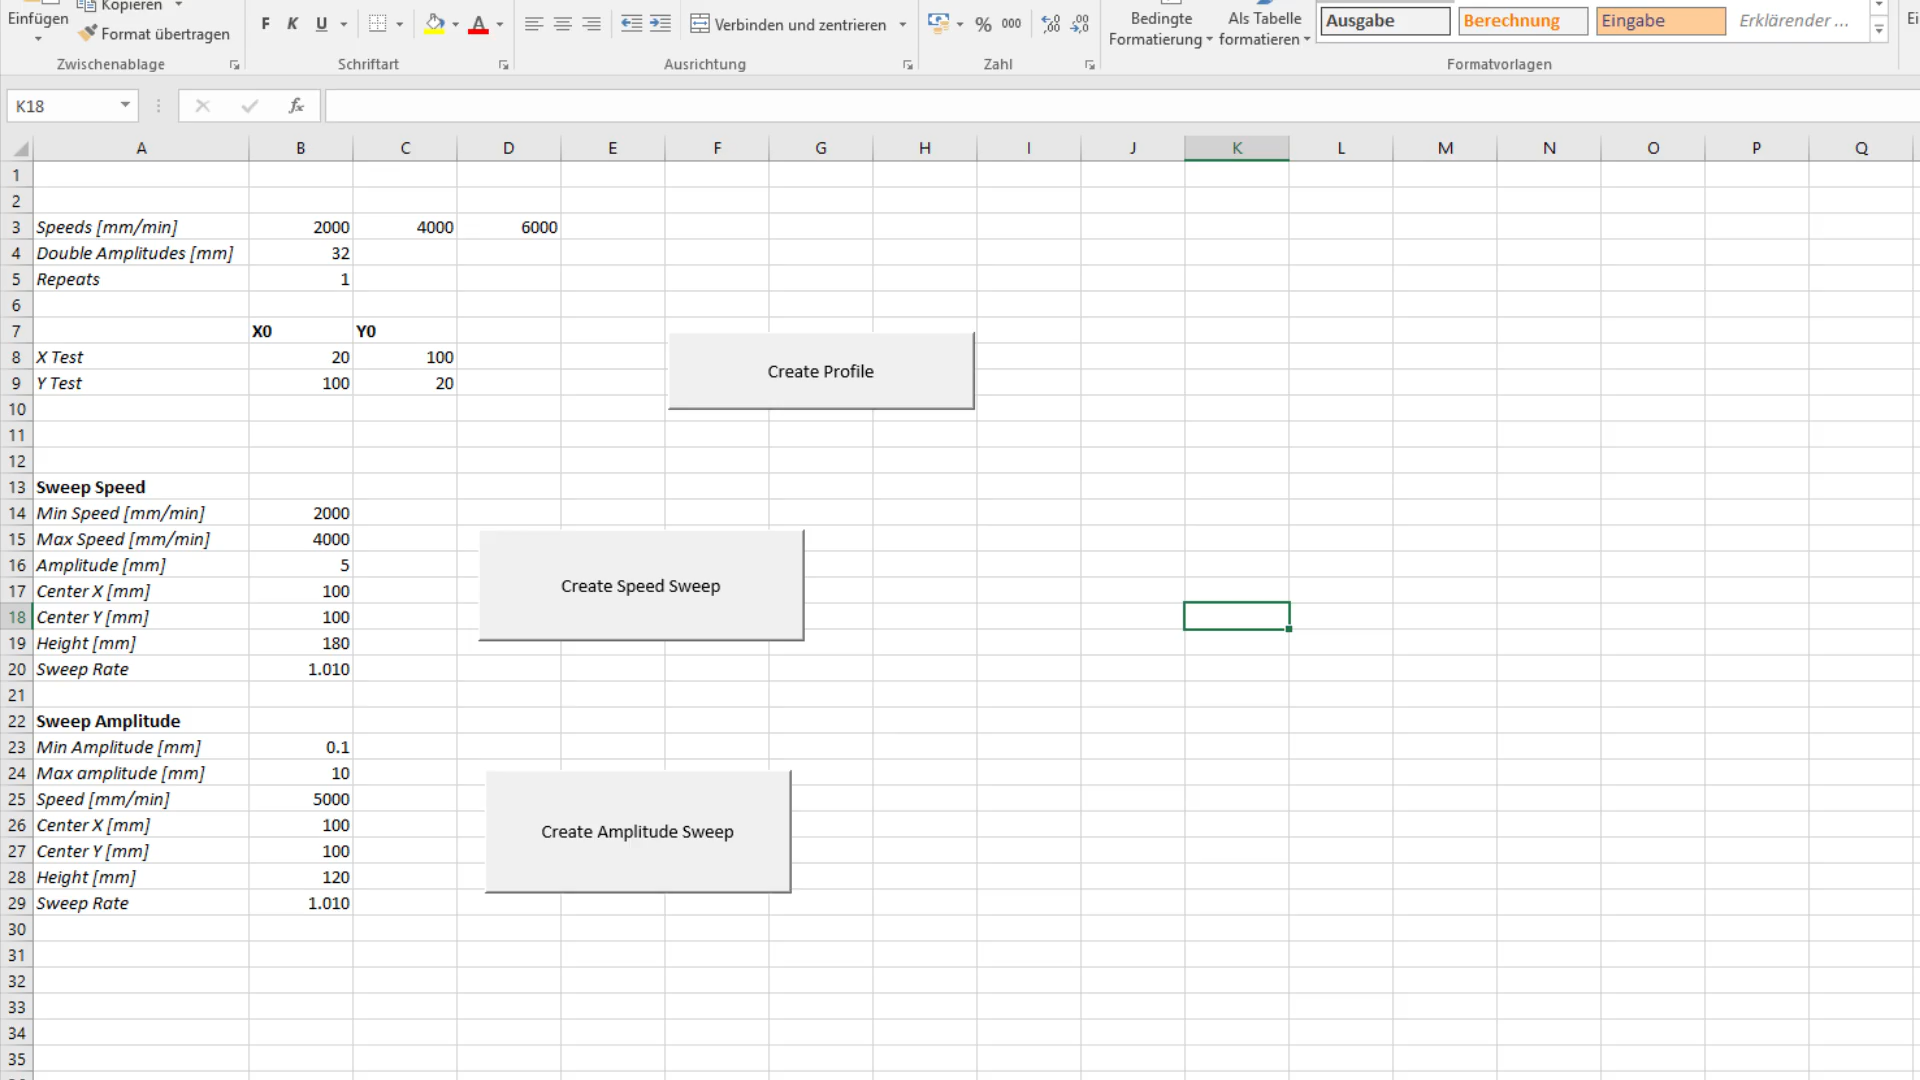 Kopieren
Einfügen
Format übertragen
F K U A
Verbinden und zentrieren
% 000
Bedingte Formatierung
Als Tabelle formatieren
Ausgabe Berechnung Eingabe Erklärender ...
Zwischenablage Schriftart Ausrichtung Zahl Formatvorlagen
K18 fx
A B C D E F G H I J K L M N O P Q
1
2
3 Speeds [mm/min] 2000 4000 6000
4 Double Amplitudes [mm] 32
5 Repeats 1
6
7 X0 Y0
8 X Test 20 100
Create Profile
9 Y Test 100 20
10
11
12
13 Sweep Speed
14 Min Speed [mm/min] 2000
15 Max Speed [mm/min] 4000
16 Amplitude [mm] 5
Create Speed Sweep
17 Center X [mm] 100
18 Center Y [mm] 100
19 Height [mm] 180
20 Sweep Rate 1.010
21
22 Sweep Amplitude
23 Min Amplitude [mm] 0.1
24 Max amplitude [mm] 10
25 Speed [mm/min] 5000
26 Center X [mm] 100
Create Amplitude Sweep
27 Center Y [mm] 100
28 Height [mm] 120
29 Sweep Rate 1.010
30
31
32
33
34
35